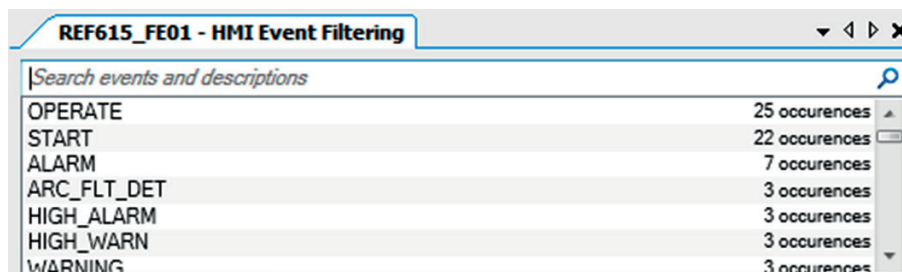 REF615_FE01 - HMI Event Filtering
Search events and descriptions
OPERATE 25 occurences
START 22 occurences
ALARM 7 occurences
ARC_FLT_DET 3 occurences
HIGH_ALARM 3 occurences
HIGH_WARN 3 occurences
WARNING 3 occurences